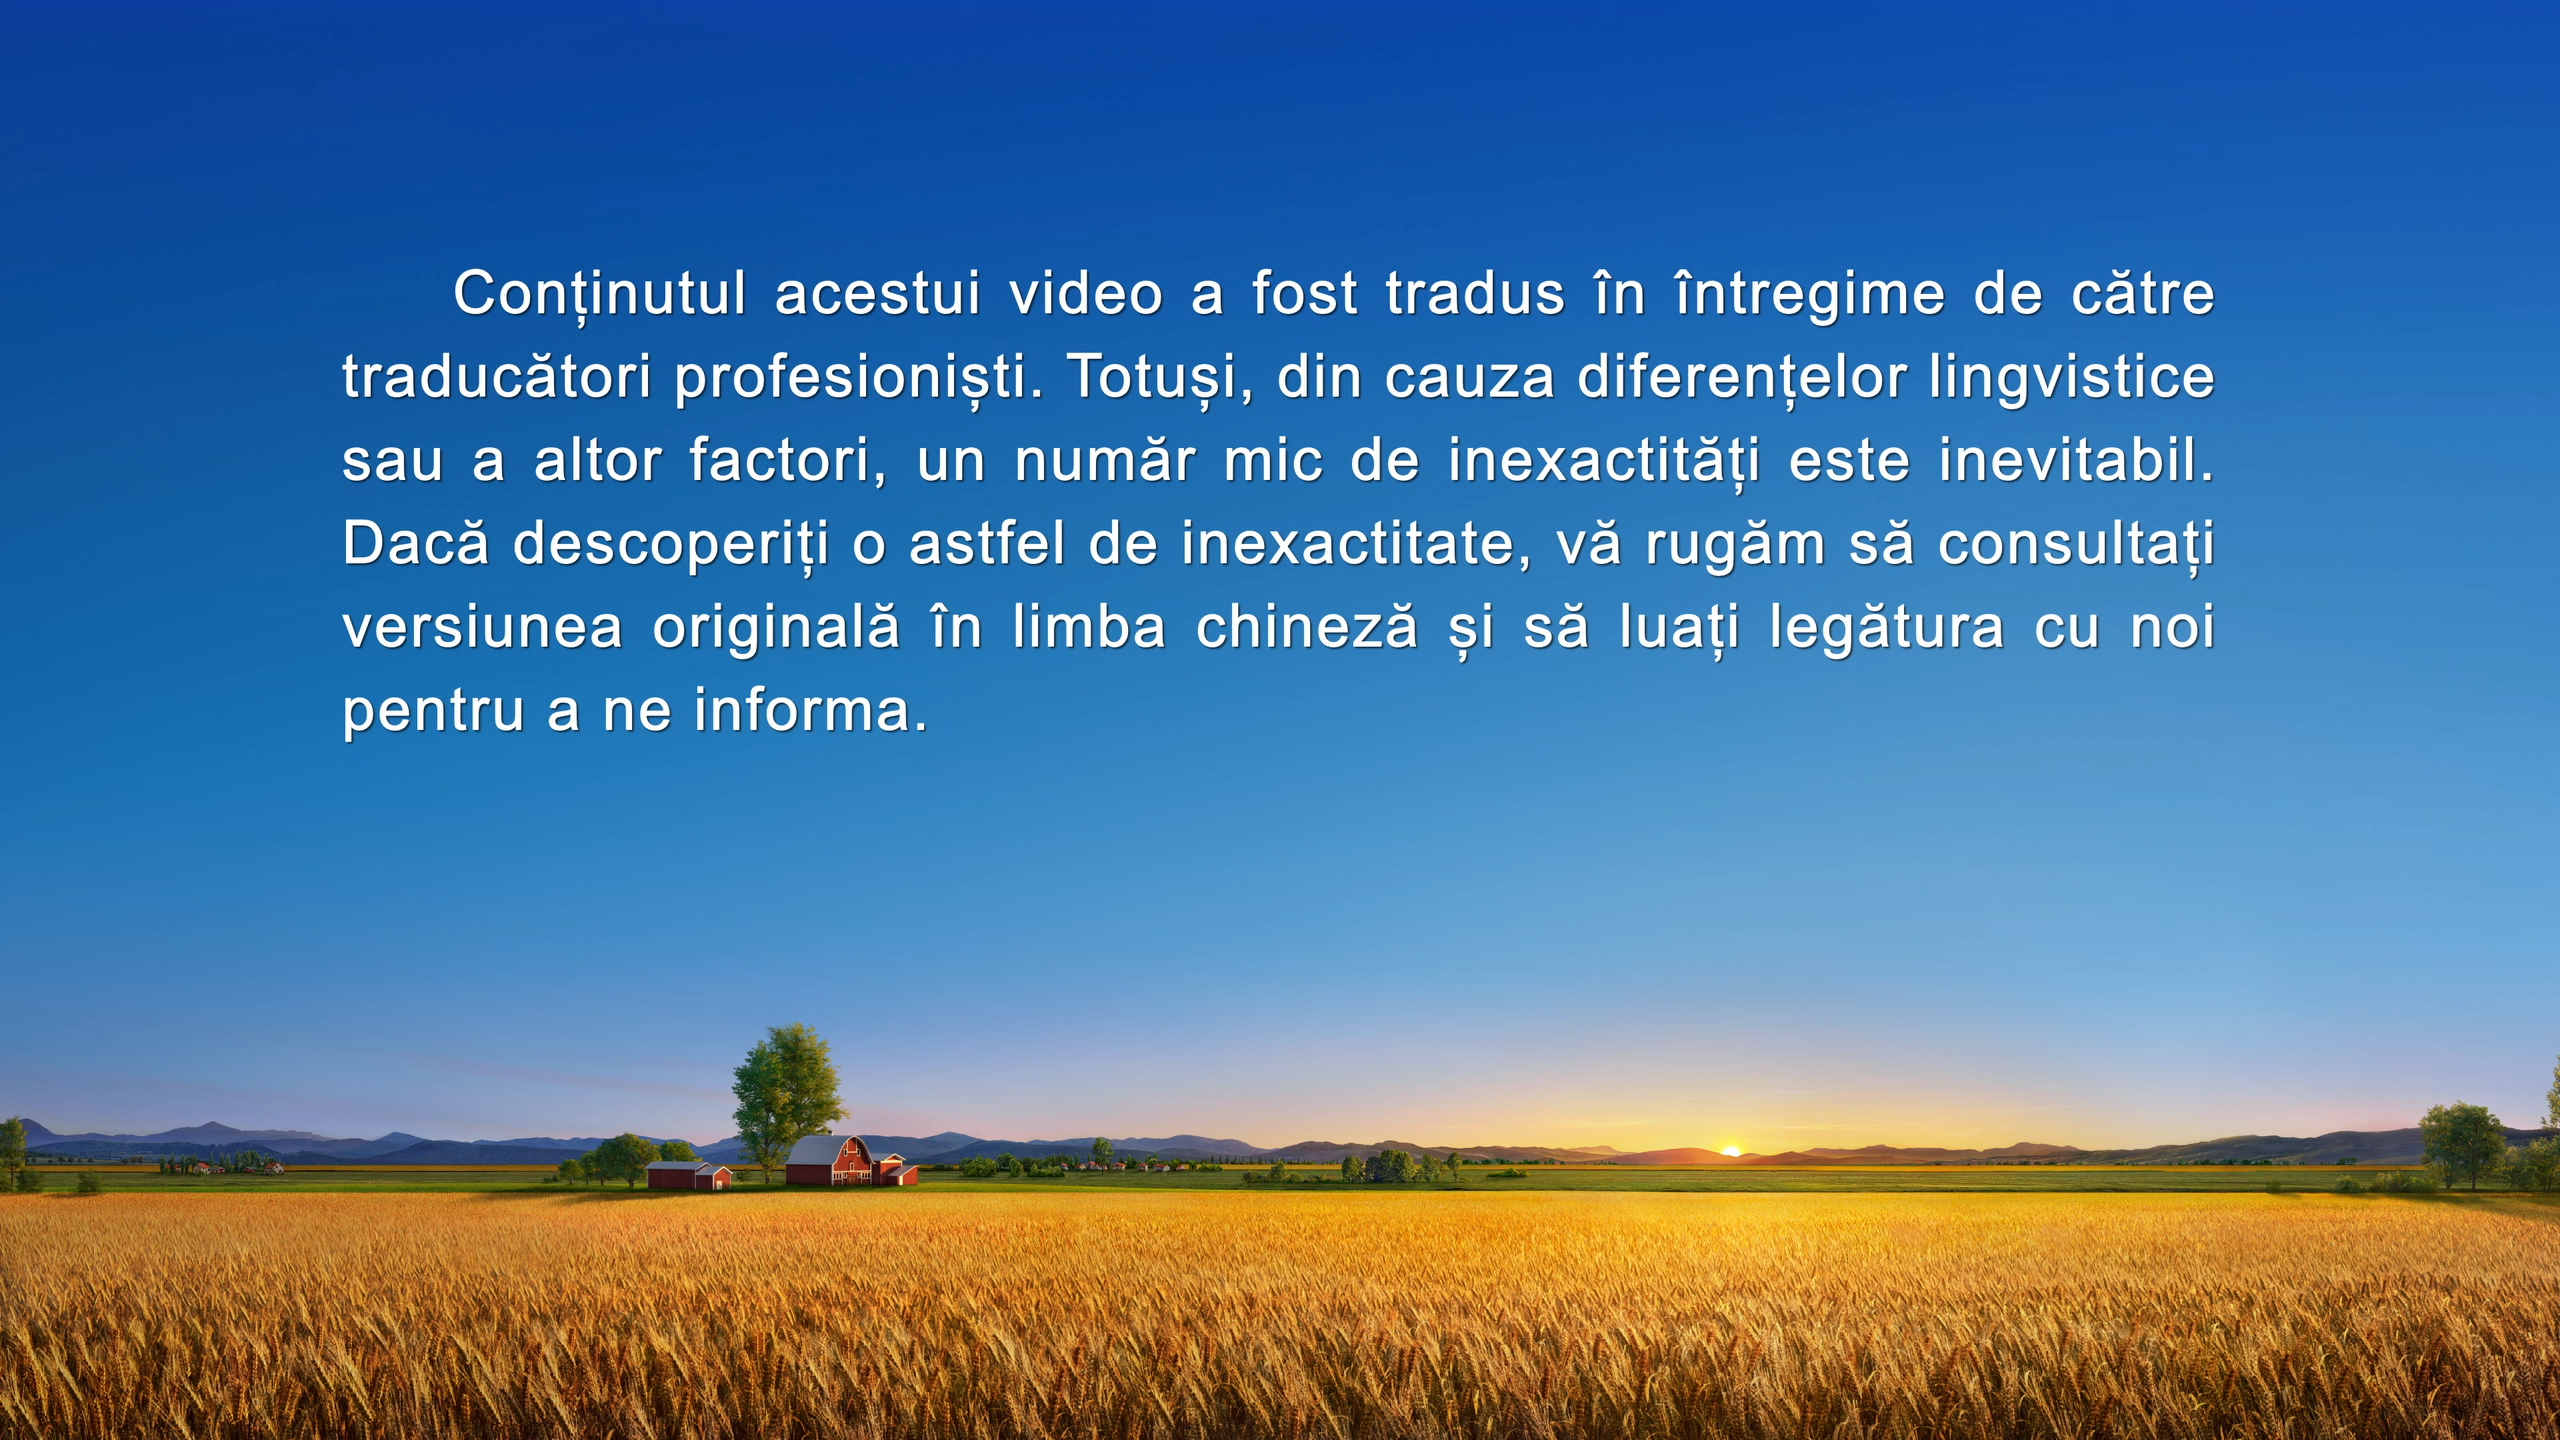 Conținutul acestui video a fost tradus în întregime de către
traducători profesioniști. Totuși, din cauza diferențelor lingvistice
sau a altor factori, un număr mic de inexactități este inevitabil.
Dacă descoperiți o astfel de inexactitate, vă rugăm să consultați
versiunea originală în limba chineză și să luați legătura cu noi
pentru a ne informa.